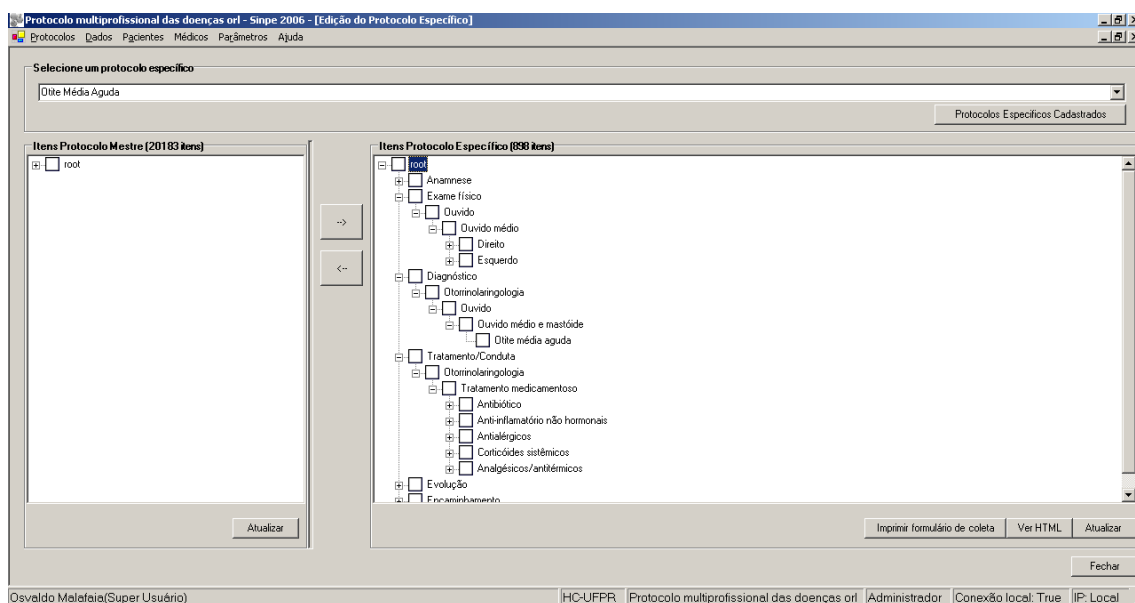 Protocolo multiprofissional das doenças orl - Sinpe 2006 - [Edição do Protocolo Específico]
Protocolos Dados Pacientes Médicos Parâmetros Ajuda
Selecione um protocolo específico
Otite Média Aguda
Protocolos Especificos Cadastrados
Itens Protocolo Mestre (20183 itens)
root
Atualizar
-->
<--
Itens Protocolo Específico (898 itens)
root
Anamnese
Exame físico
Ouvido
Ouvido médio
Direito
Esquerdo
Diagnóstico
Otorrinolaringologia
Ouvido
Ouvido médio e mastóide
Otite média aguda
Tratamento/Conduta
Otorrinolaringologia
Tratamento medicamentoso
Antibiótico
Anti-inflamatório não hormonais
Antialérgicos
Corticóides sistêmicos
Analgésicos/antitérmicos
Evolução
Encaminhamento
Imprimir formulário de coleta Ver HTML Atualizar
Fechar
Osvaldo Malafaia(Super Usuário) HC-UFPR Protocolo multiprofissional das doenças orl Administrador Conexão local: True IP: Local